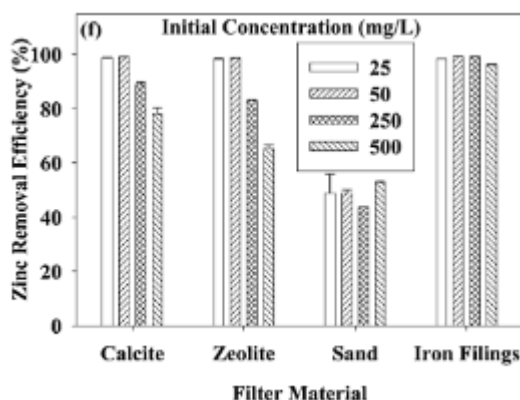 (f) Initial Concentration (mg/L)
25
50
250
500
Zinc Removal Efficiency (%)
100
80
60
40
20
0
Calcite Zeolite Sand Iron Filings
Filter Material